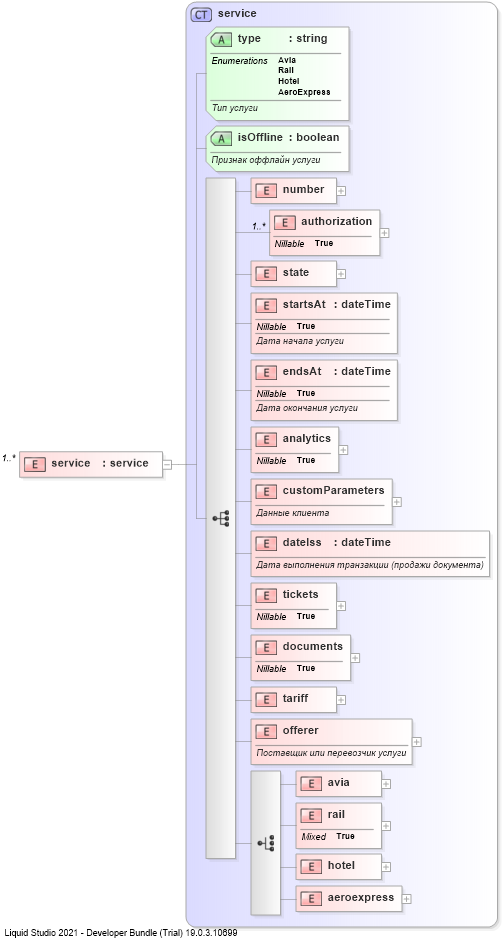 CT service
A type : string
Enumerations Avia
Rail
Hotel
AeroExpress
Тип услуги
A isOffline : boolean
Признак оффлайн услуги
E number
1..* E authorization
Nillable True
E state
E startsAt : dateTime
Nillable True
Дата начала услуги
E endsAt : dateTime
Nillable True
Дата окончания услуги
E analytics
Nillable True
1..* E service : service
E customParameters
Данные клиента
E dateIss : dateTime
Дата выполнения транзакции (продажи документа)
E tickets
Nillable True
E documents
Nillable True
E tariff
E offerer
Поставщик или перевозчик услуги
E avia
E rail
Mixed True
E hotel
E aeroexpress
Liquid Studio 2021 - Developer Bundle (Trial) 19.0.3.10699